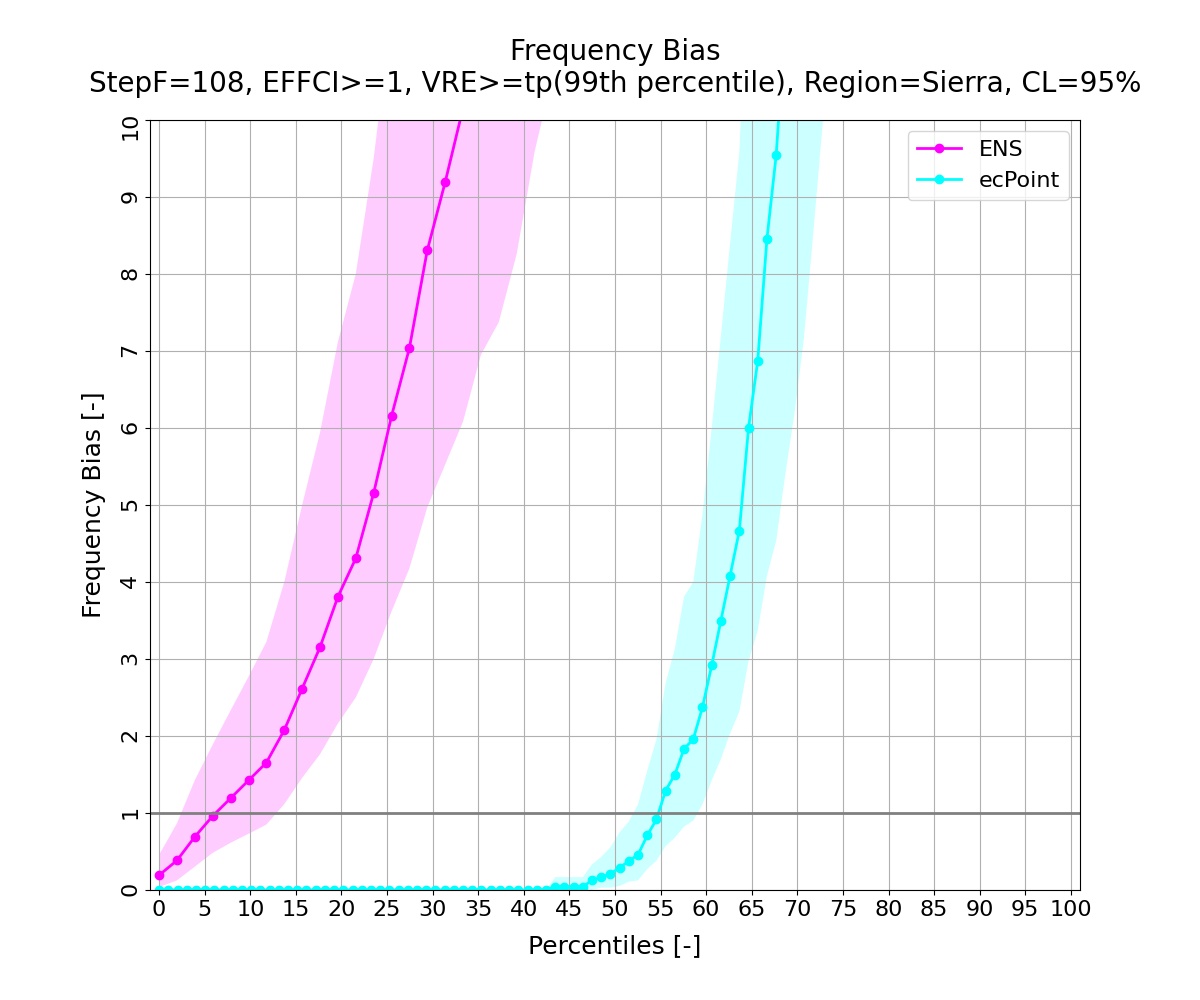 Frequency Bias
StepF=108, EFFCI>=1, VRE>=tp(99th percentile), Region=Sierra, CL=95%
10
9
8
7
6
5
4
3
2
1
0
Frequency Bias [-]
ENS
ecPoint
0 5 10 15 20 25 30 35 40 45 50 55 60 65 70 75 80 85 90 95 100
Percentiles [-]